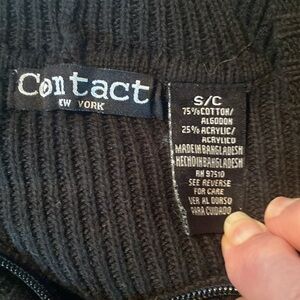 Contact
NEW YORK
S/C
75% COTTON/
ALGODON
25% ACRYLIC/
ACRYLICO
MADE IN BANGLADESH
HECHO IN BANGLADESH
RN 97510
SEE REVERSE
FOR CARE
VER AL DORSO
PARA CUIDADO